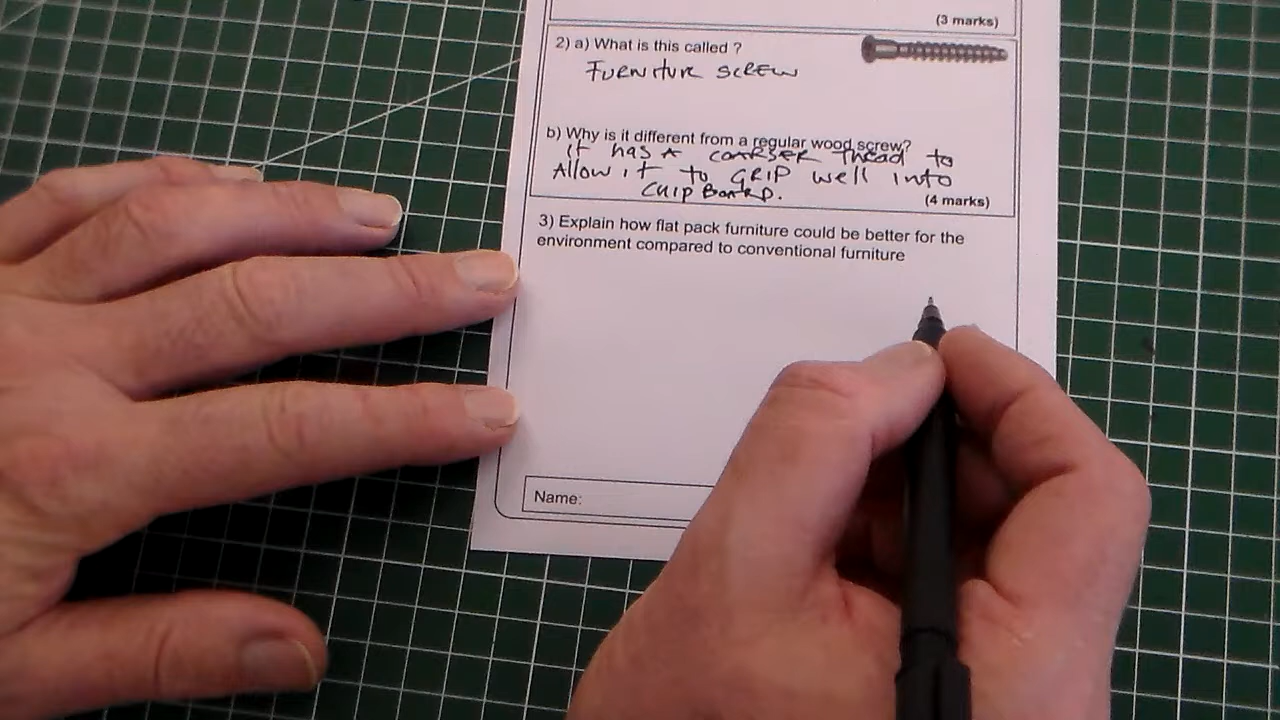 (3 marks)
2) a) What is this called ?
FURNITURE SCREW
b) Why is it different from a regular wood screw?
it has A coarser thread to
Allow it to GRIP well into
CHIP BOARD.
(4 marks)
3) Explain how flat pack furniture could be better for the
environment compared to conventional furniture
Name: